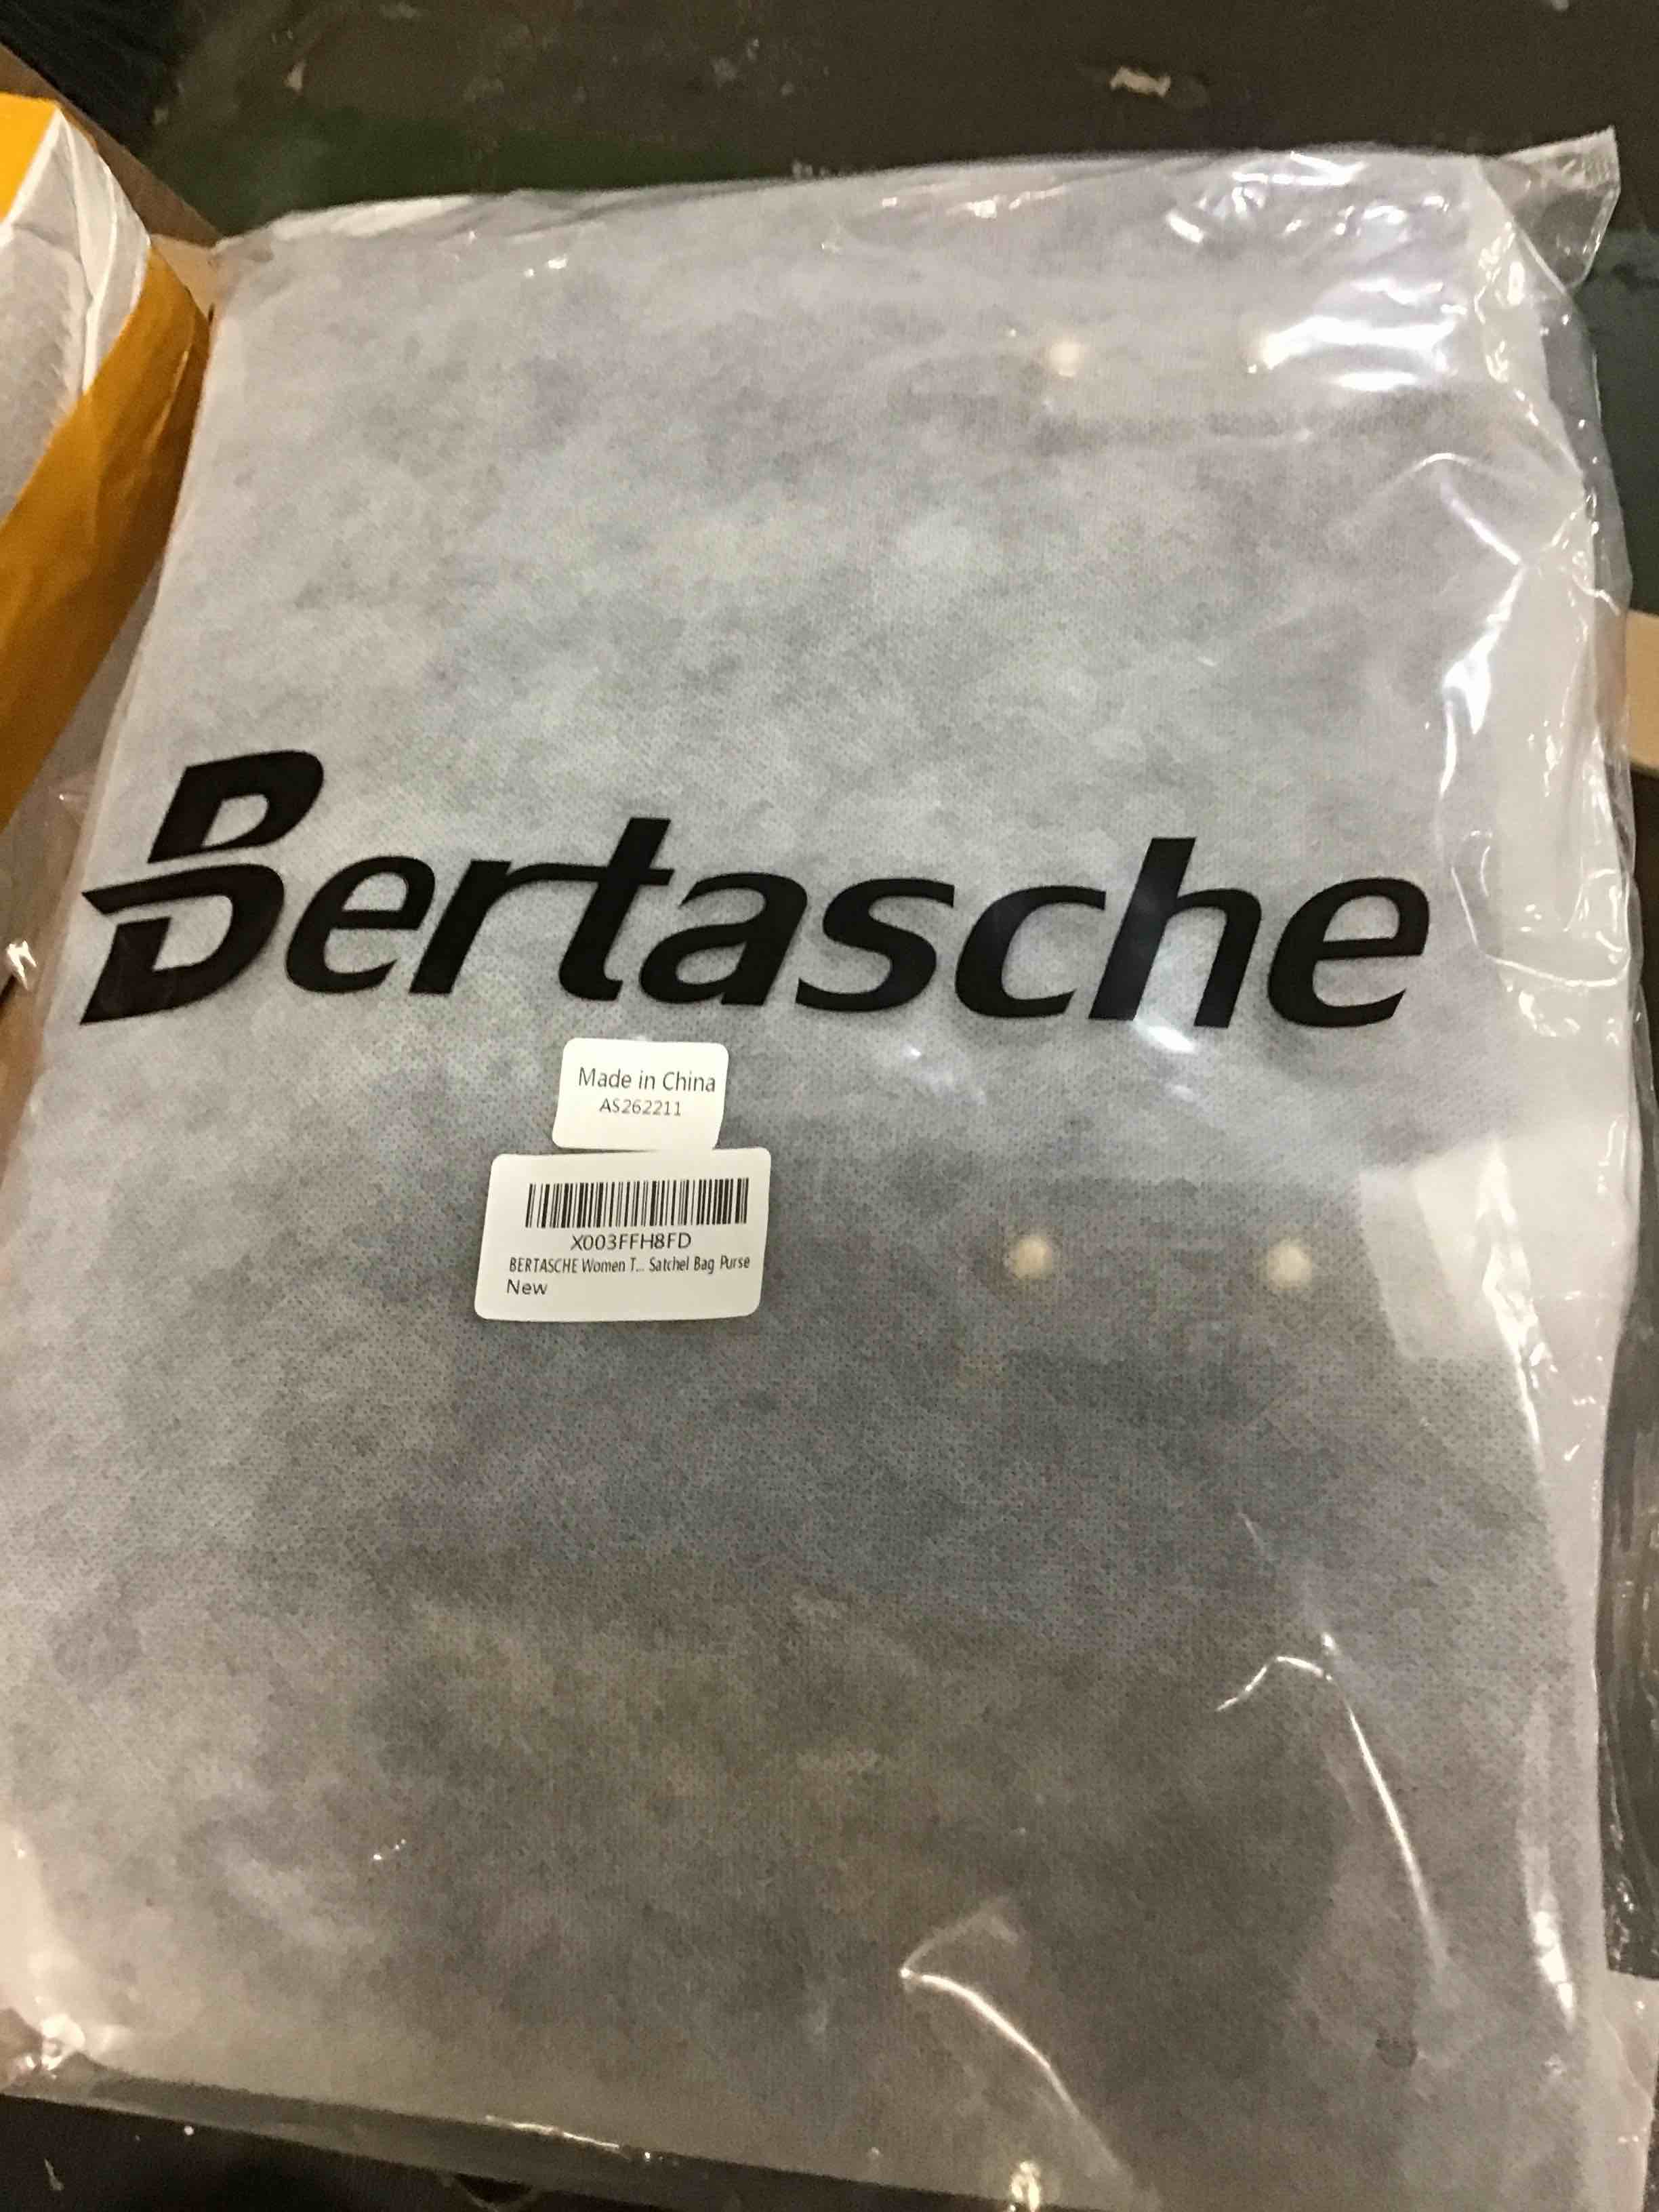 Bertasche
Made in China
AS262211
X003FFH8FD
BERTASCHE Women T... Satchel Bag Purse
New